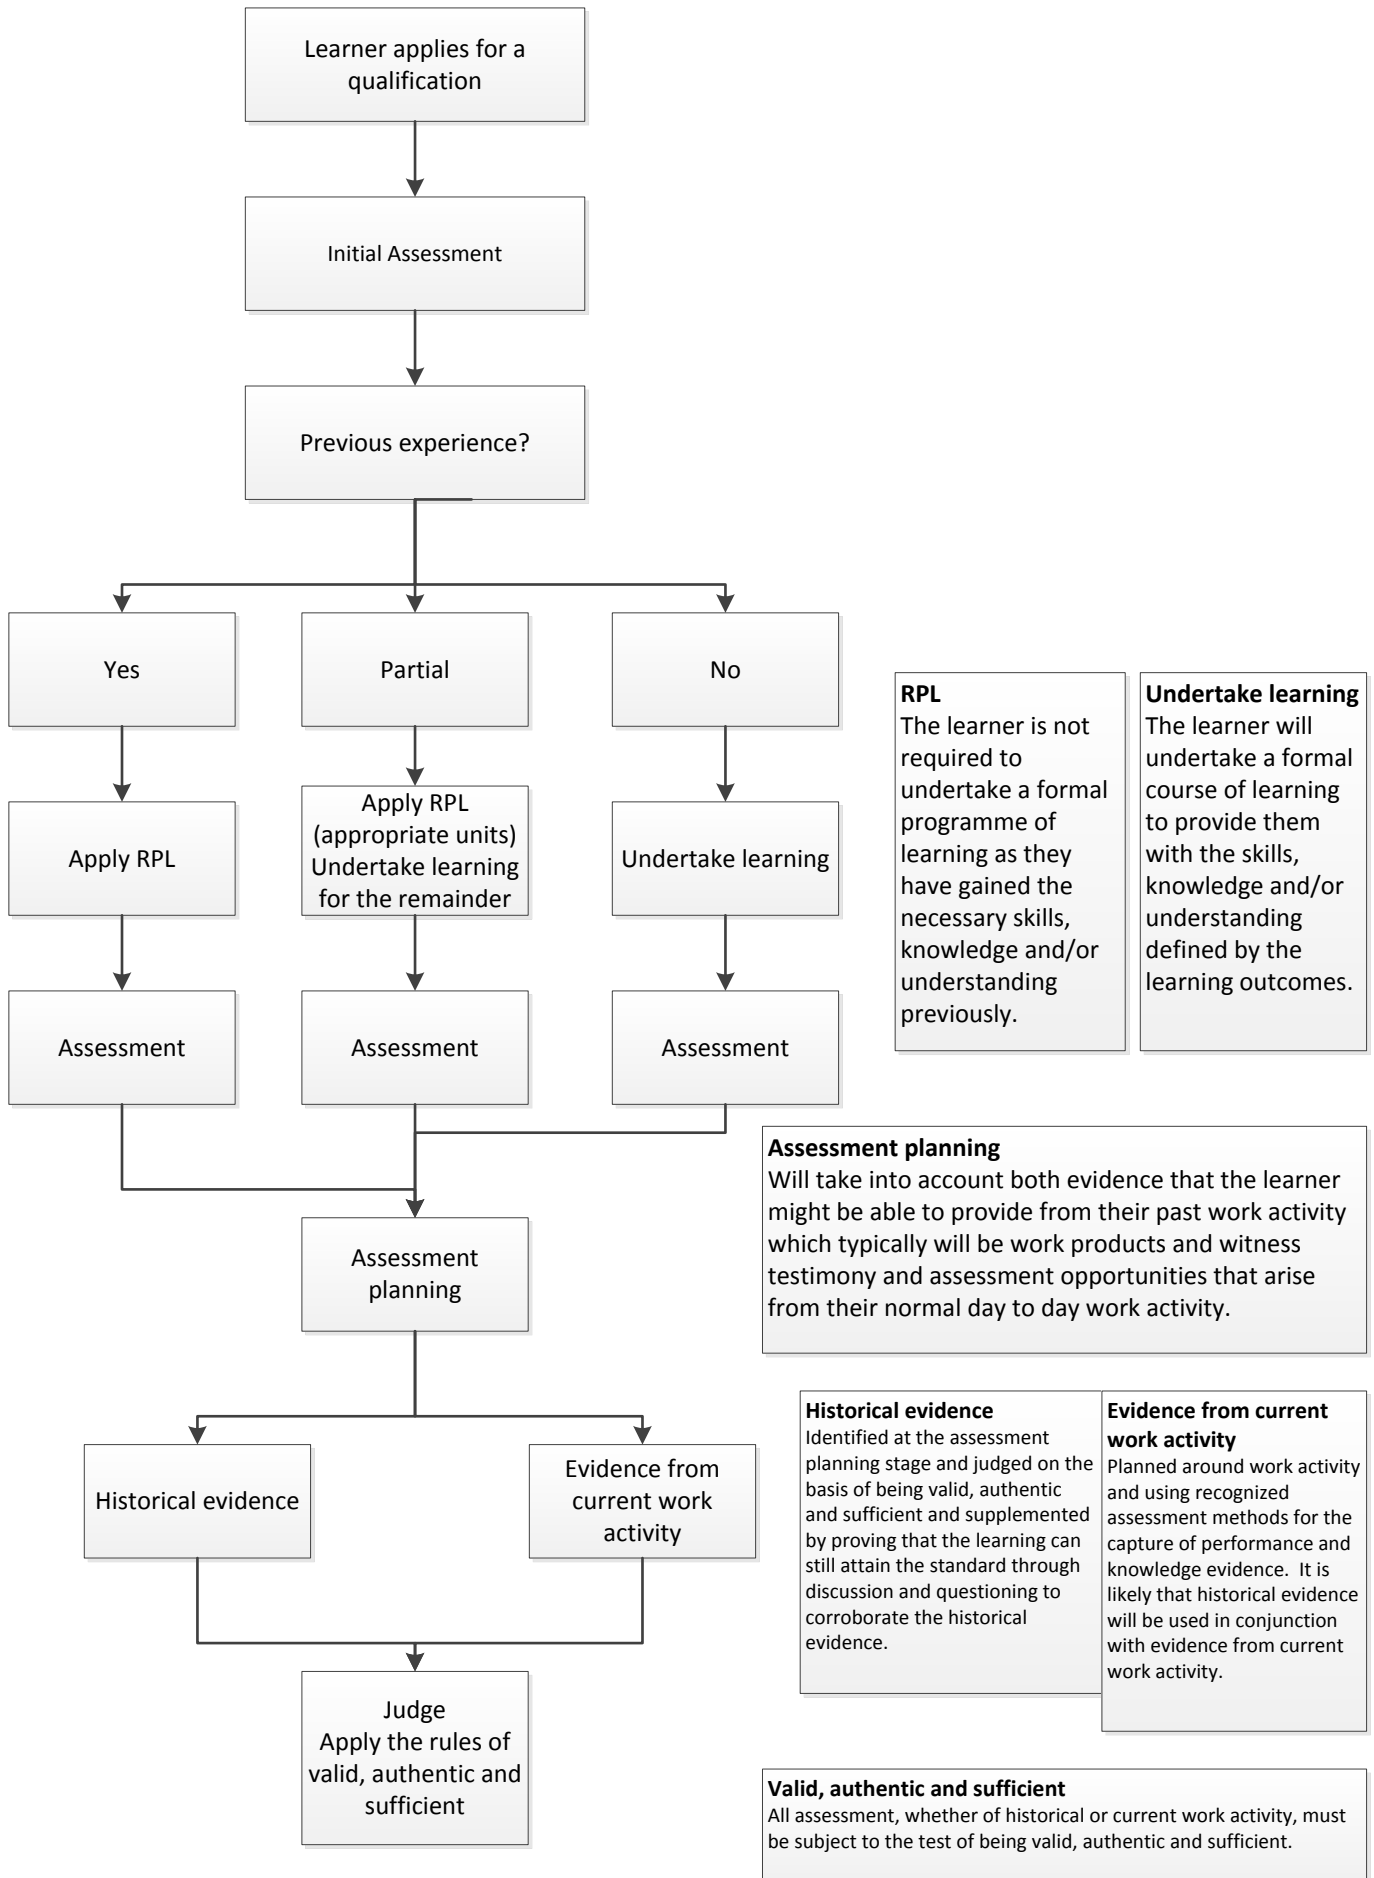 Learner applies for a
qualification
Initial Assessment
Previous experience?
Yes
Partial
No
Apply RPL
Apply RPL
(appropriate units)
Undertake learning
for the remainder
Undertake learning
Assessment
Assessment
Assessment
RPL
The learner is not
required to
undertake a formal
programme of
learning as they
have gained the
necessary skills,
knowledge and/or
understanding
previously.
Undertake learning
The learner will
undertake a formal
course of learning
to provide them
with the skills,
knowledge and/or
understanding
defined by the
learning outcomes.
Assessment
planning
Assessment planning
Will take into account both evidence that the learner
might be able to provide from their past work activity
which typically will be work products and witness
testimony and assessment opportunities that arise
from their normal day to day work activity.
Historical evidence
Evidence from
current work
activity
Historical evidence
Identified at the assessment
planning stage and judged on the
basis of being valid, authentic
and sufficient and supplemented
by proving that the learning can
still attain the standard through
discussion and questioning to
corroborate the historical
evidence.
Evidence from current
work activity
Planned around work activity
and using recognized
assessment methods for the
capture of performance and
knowledge evidence.  It is
likely that historical evidence
will be used in conjunction
with evidence from current
work activity.
Judge
Apply the rules of
valid, authentic and
sufficient
Valid, authentic and sufficient
All assessment, whether of historical or current work activity, must
be subject to the test of being valid, authentic and sufficient.